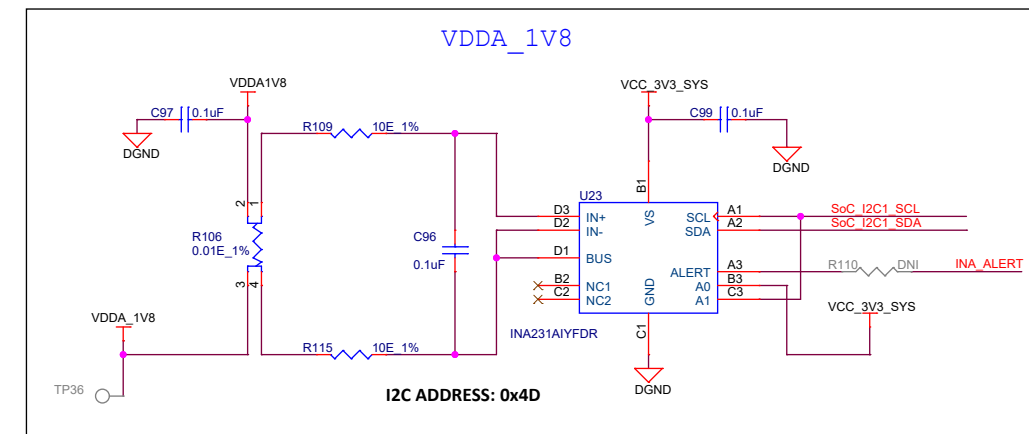 VDDA_1V8
VDDA1V8
VCC_3V3_SYS
C97 0.1uF
C99 0.1uF
DGND
DGND
R109 10E_1%
2 1
B1
U23
D3 IN+
VS
SCL A1 SoC_I2C1_SCL
D2 IN-
SDA A2 SoC_I2C1_SDA
R106
0.01E_1%
C96
0.1uF
D1 BUS
ALERT A3 R110 DNI INA_ALERT
B2 NC1
A0 B3
C2 NC2
GND
A1 C3
3 4
VCC_3V3_SYS
VDDA_1V8
C1
INA231AIYFDR
R115 10E_1%
DGND
TP36
I2C ADDRESS: 0x4D